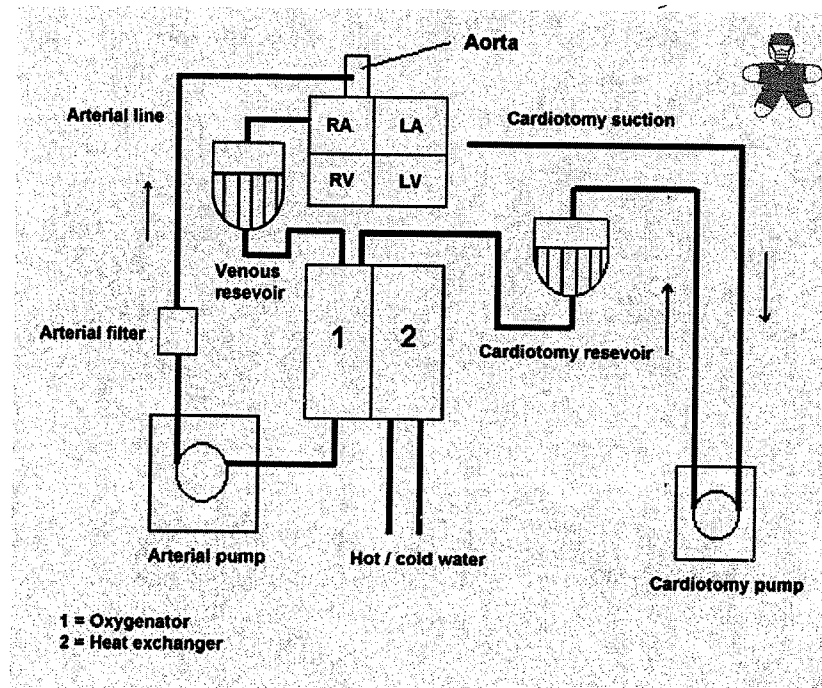 Aorta
Arterial line
RA
LA
Cardiotomy suction
RV
LV
Venous
resevoir
Arterial filter
1
2
Cardiotomy resevoir
Arterial pump
Hot / cold water
Cardiotomy pump
1 = Oxygenator
2 = Heat exchanger